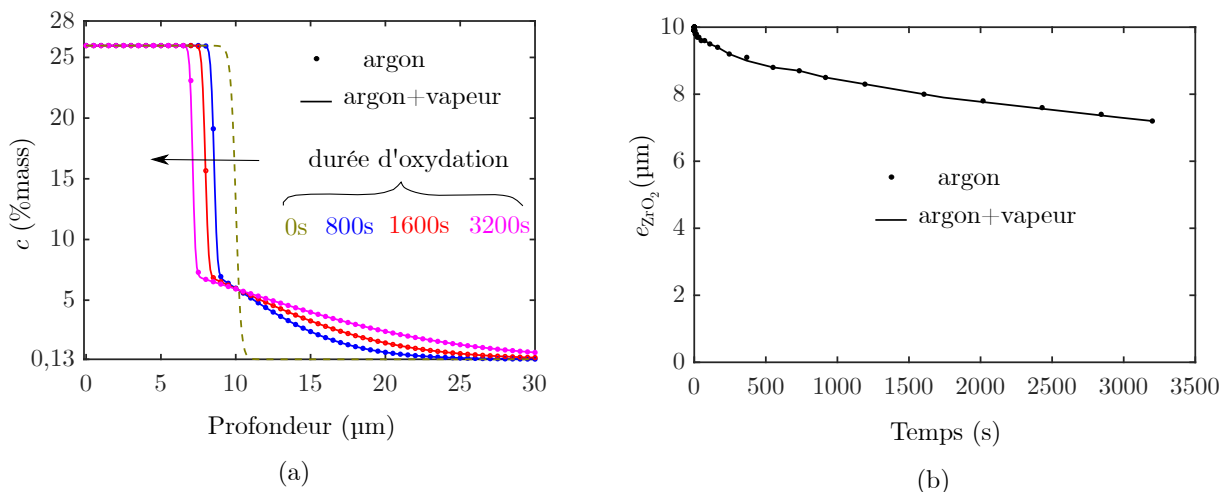 28
25
20
15
10
5
0,13
c (%mass)
argon
argon+vapeur
durée d'oxydation
0s 800s 1600s 3200s
0 5 10 15 20 25 30
Profondeur (µm)
(a)
10
8
6
4
2
0
eZrO2 (µm)
argon
argon+vapeur
0 500 1000 1500 2000 2500 3000 3500
Temps (s)
(b)